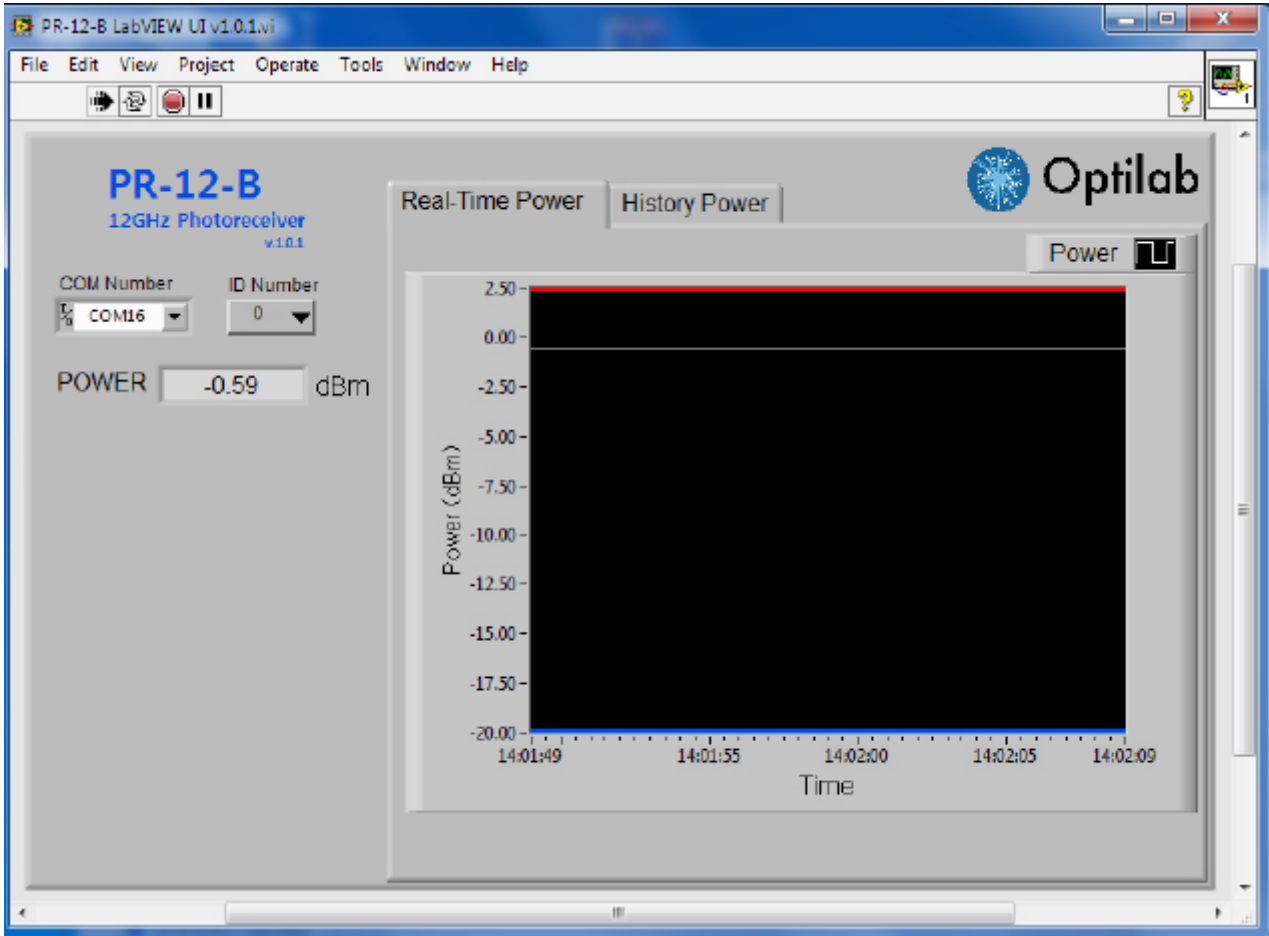 PR-12-B LabVIEW UI v1.0.1.vi
File Edit View Project Operate Tools Window Help
PR-12-B
12GHz Photoreceiver
v.1.0.1
Optilab
Real-Time Power History Power
Power
COM Number ID Number
COM16 0
POWER -0.59 dBm
2.50
0.00
-2.50
-5.00
-7.50
-10.00
-12.50
-15.00
-17.50
-20.00
Power (dBm)
14:01:49 14:01:55 14:02:00 14:02:05 14:02:09
Time